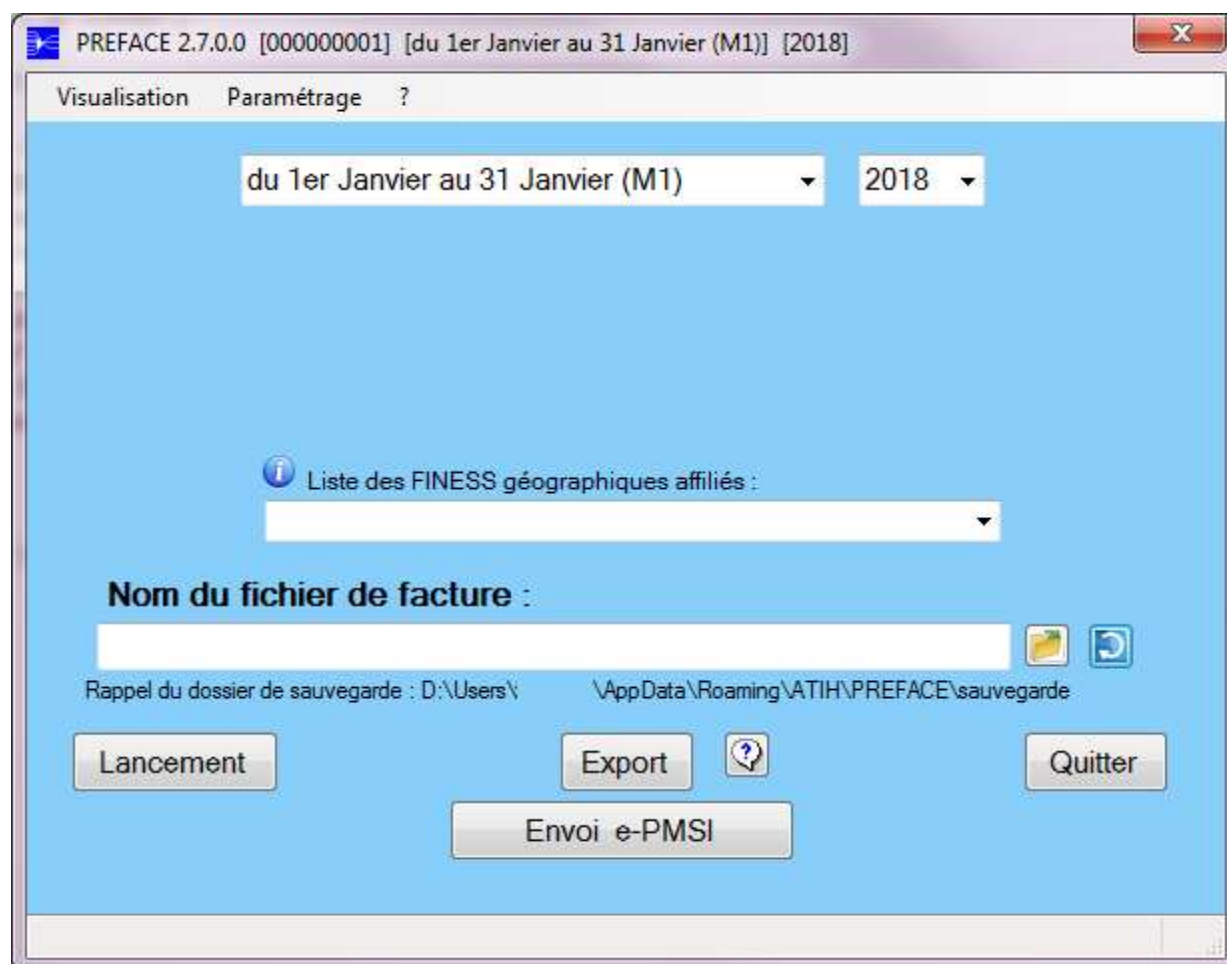 PREFACE 2.7.0.0 [000000001] [du 1er Janvier au 31 Janvier (M1)] [2018]
Visualisation Paramétrage ?
du 1er Janvier au 31 Janvier (M1) 2018
Liste des FINESS géographiques affiliés :
Nom du fichier de facture :
Rappel du dossier de sauvegarde : D:\Users\ \AppData\Roaming\ATIH\PREFACE\sauvegarde
Lancement Export Quitter
Envoi e-PMSI